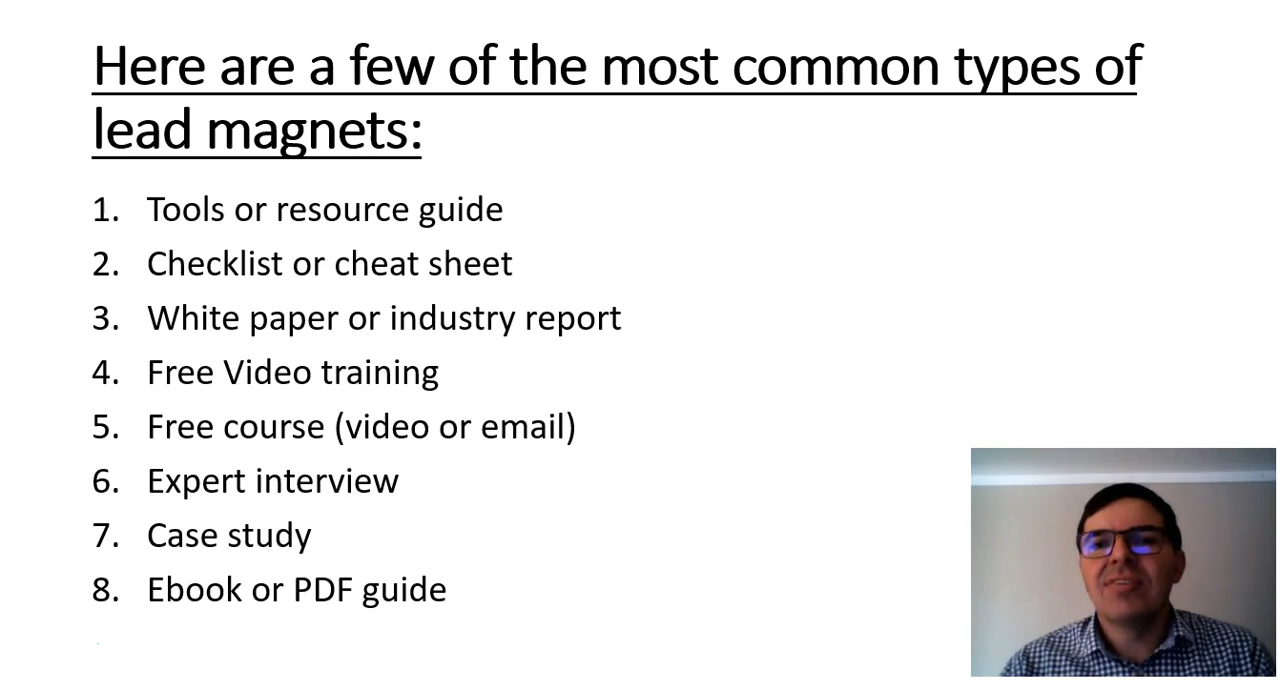 Here are a few of the most common types of
lead magnets:
1. Tools or resource guide
2. Checklist or cheat sheet
3. White paper or industry report
4. Free Video training
5. Free course (video or email)
6. Expert interview
7. Case study
8. Ebook or PDF guide